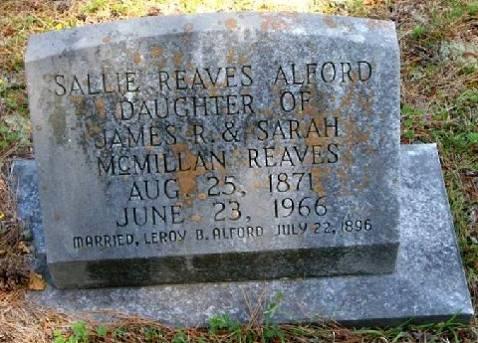 SALLIE REAVES ALFORD
DAUGHTER OF
JAMES R. & SARAH
McMILLAN REAVES
AUG. 25, 1871
JUNE 23, 1966
MARRIED, LEROY B. ALFORD JULY 22, 1896